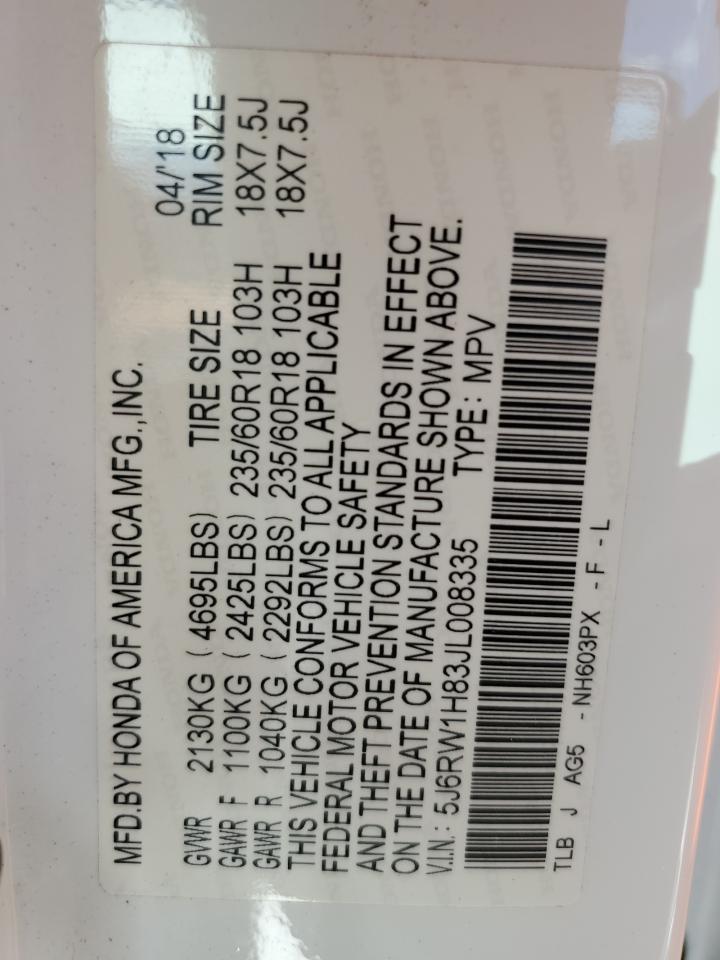 MFD.BY HONDA OF AMERICA MFG.,INC. 04/'18
GVWR 2130KG ( 4695LBS) TIRE SIZE RIM SIZE
GAWR F 1100KG ( 2425LBS) 235/60R18 103H 18X7.5J
GAWR R 1040KG ( 2292LBS) 235/60R18 103H 18X7.5J
THIS VEHICLE CONFORMS TO ALL APPLICABLE
FEDERAL MOTOR VEHICLE SAFETY
AND THEFT PREVENTION STANDARDS IN EFFECT
ON THE DATE OF MANUFACTURE SHOWN ABOVE.
V.I.N.: 5J6RW1H83JL008335 TYPE: MPV
TLB J AG5 -NH603PX -F-L